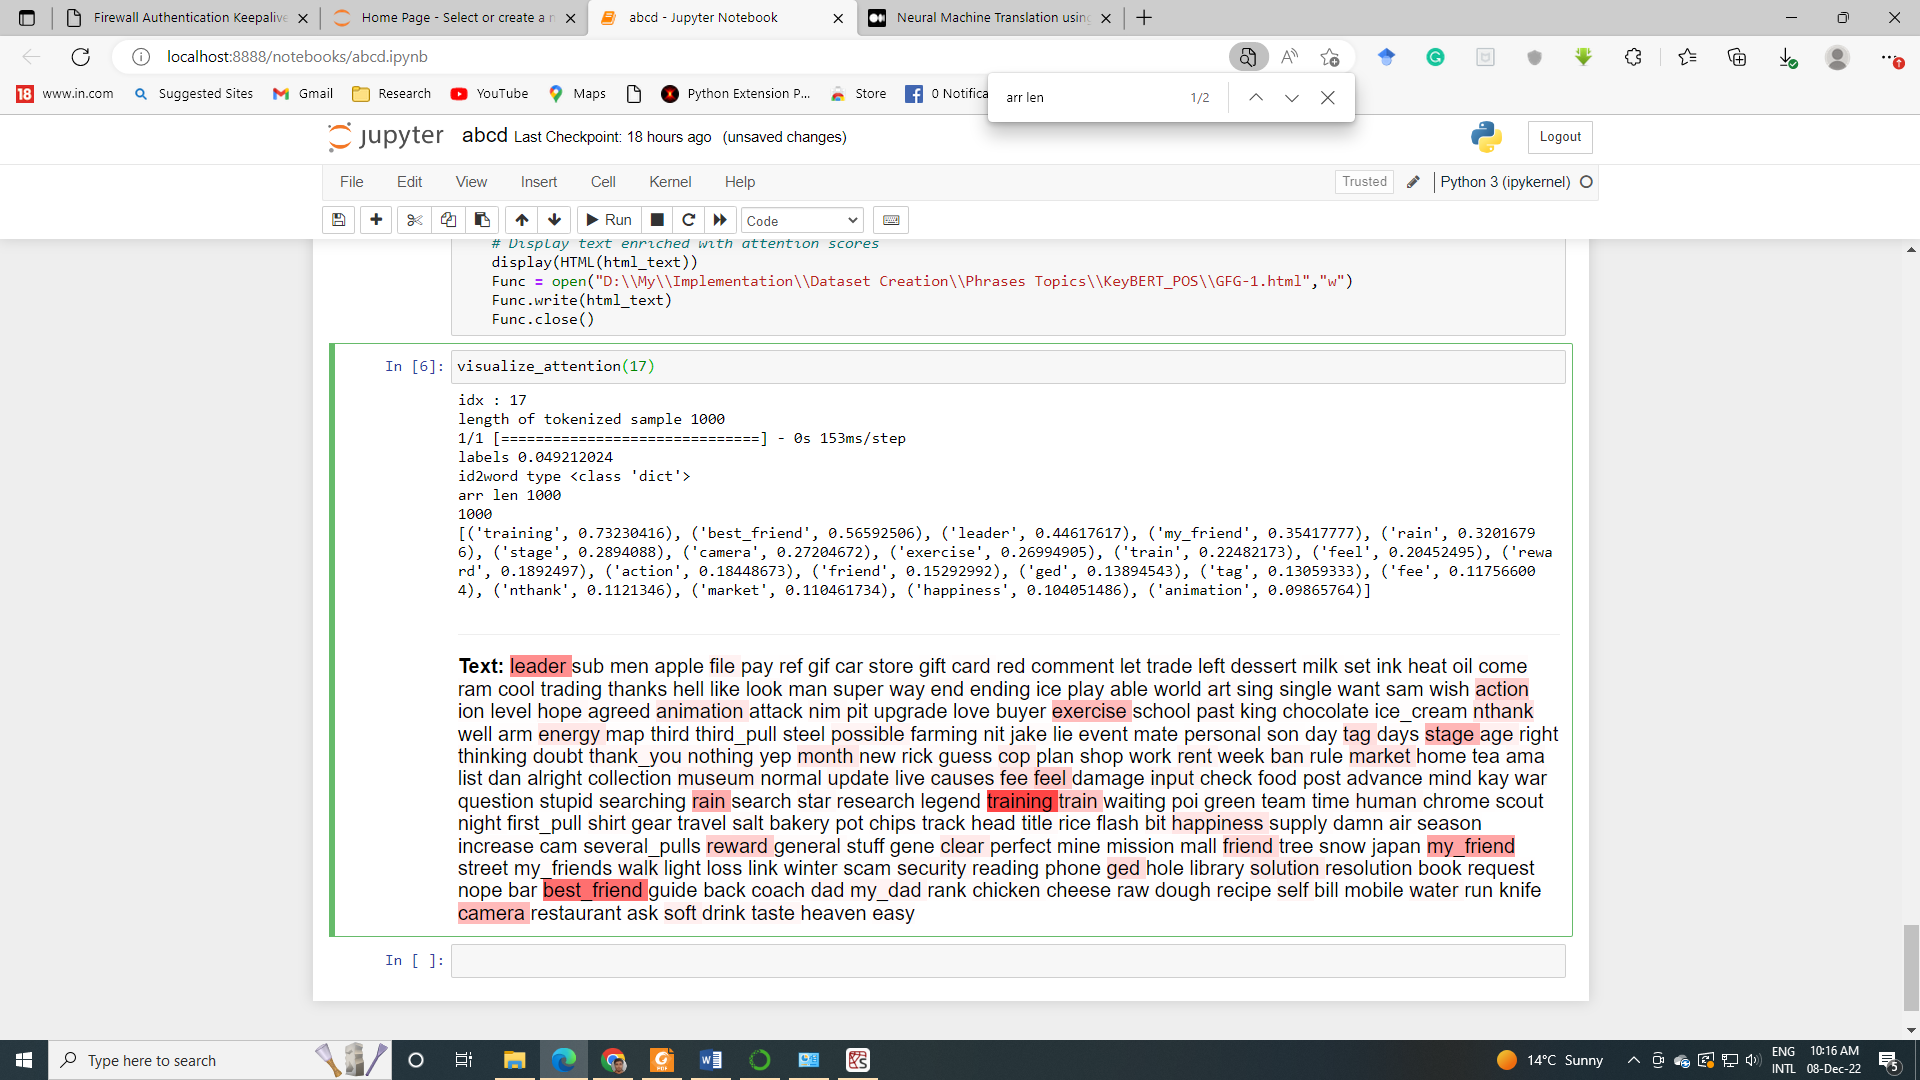 Firewall Authentication Keepalive
Home Page - Select or create a n
abcd - Jupyter Notebook
Neural Machine Translation using
localhost:8888/notebooks/abcd.ipynb
www.in.com
Suggested Sites
Gmail
Research
YouTube
Maps
Python Extension P...
Store
0 Notifica
arr len
1/2
jupyter
abcd Last Checkpoint: 18 hours ago (unsaved changes)
Logout
File Edit View Insert Cell Kernel Help
Trusted
Python 3 (ipykernel)
Run
Code
# Display text enriched with attention scores
display(HTML(html_text))
Func = open("D:\\My\\Implementation\\Dataset Creation\\Phrases Topics\\KeyBERT_POS\\GFG-1.html","w")
Func.write(html_text)
Func.close()
In [6]: visualize_attention(17)
idx : 17
length of tokenized sample 1000
1/1 [==============================] - 0s 153ms/step
labels 0.049212024
id2word type <class 'dict'>
arr len 1000
1000
[('training', 0.73230416), ('best_friend', 0.56592506), ('leader', 0.44617617), ('my_friend', 0.35417777), ('rain', 0.3201679
6), ('stage', 0.2894088), ('camera', 0.27204672), ('exercise', 0.26994905), ('train', 0.22482173), ('feel', 0.20452495), ('rewa
rd', 0.1892497), ('action', 0.18448673), ('friend', 0.15292992), ('ged', 0.13894543), ('tag', 0.13059333), ('fee', 0.11756600
4), ('nthank', 0.1121346), ('market', 0.110461734), ('happiness', 0.104051486), ('animation', 0.09865764)]
Text: leader sub men apple file pay ref gif car store gift card red comment let trade left dessert milk set ink heat oil come
ram cool trading thanks hell like look man super way end ending ice play able world art sing single want sam wish action
ion level hope agreed animation attack nim pit upgrade love buyer exercise school past king chocolate ice_cream nthank
well arm energy map third third_pull steel possible farming nit jake lie event mate personal son day tag days stage age right
thinking doubt thank_you nothing yep month new rick guess cop plan shop work rent week ban rule market home tea ama
list dan alright collection museum normal update live causes fee feel damage input check food post advance mind kay war
question stupid searching rain search star research legend training train waiting poi green team time human chrome scout
night first_pull shirt gear travel salt bakery pot chips track head title rice flash bit happiness supply damn air season
increase cam several_pulls reward general stuff gene clear perfect mine mission mall friend tree snow japan my_friend
street my_friends walk light loss link winter scam security reading phone ged hole library solution resolution book request
nope bar best_friend guide back coach dad my_dad rank chicken cheese raw dough recipe self bill mobile water run knife
camera restaurant ask soft drink taste heaven easy
In [ ]:
Type here to search
14°C Sunny
ENG
INTL
10:16 AM
08-Dec-22
5